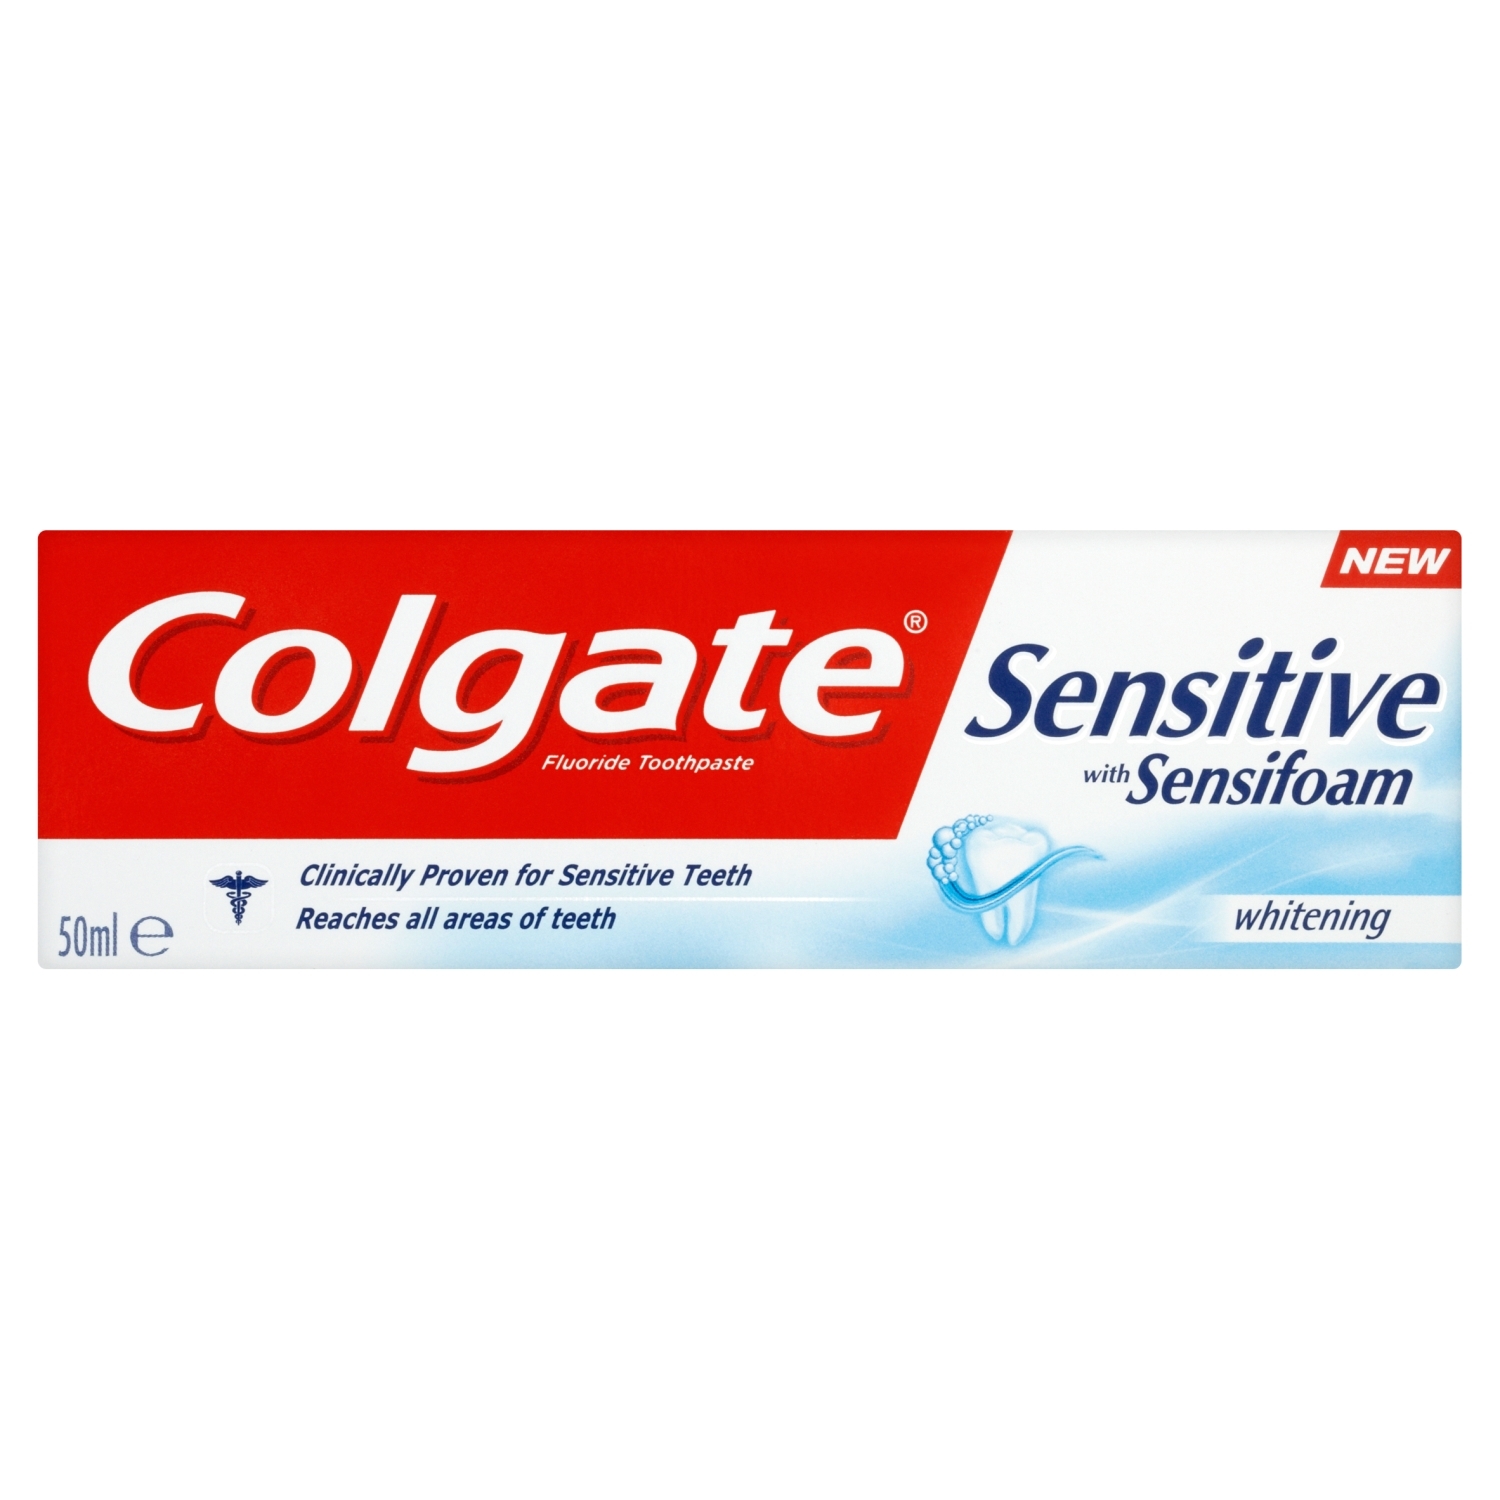 NEW
Colgate®
Fluoride Toothpaste
Sensitive
with Sensifoam
whitening
Clinically Proven for Sensitive Teeth
Reaches all areas of teeth
50ml ℮